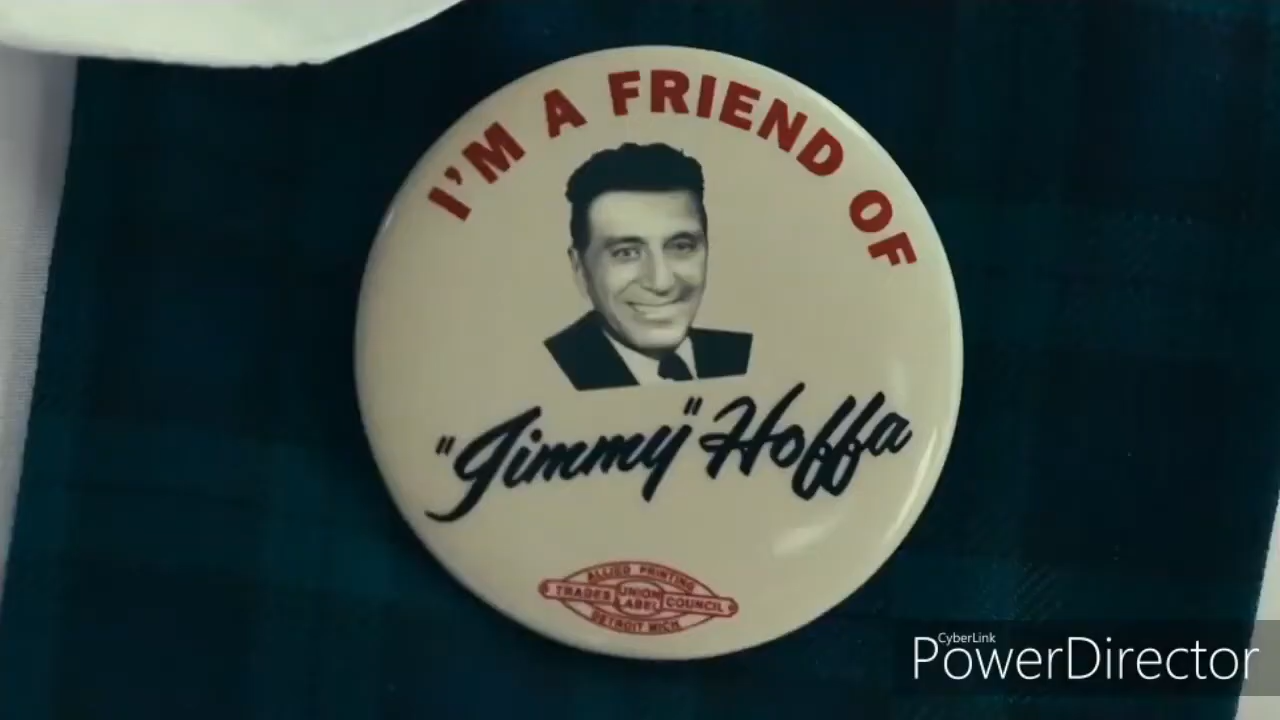 I'M A FRIEND OF
"Jimmy" Hoffa
ALLIED PRINTING
TRADES UNION LABEL COUNCIL
DETROIT MICH
CyberLink
PowerDirector